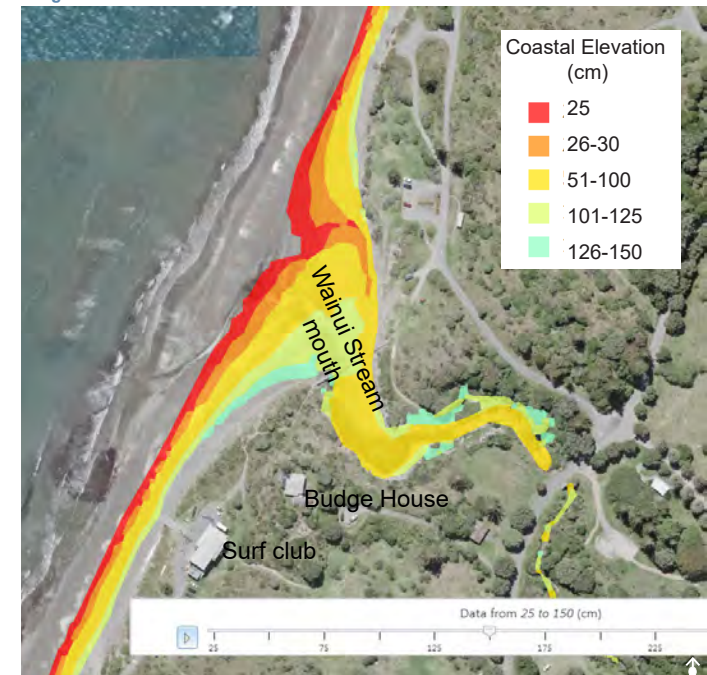 Coastal Elevation
(cm)
25
26-30
51-100
101-125
126-150
Wainui Stream
mouth
Budge House
Surf club
Data from 25 to 150 (cm)
25 75 125 175 225